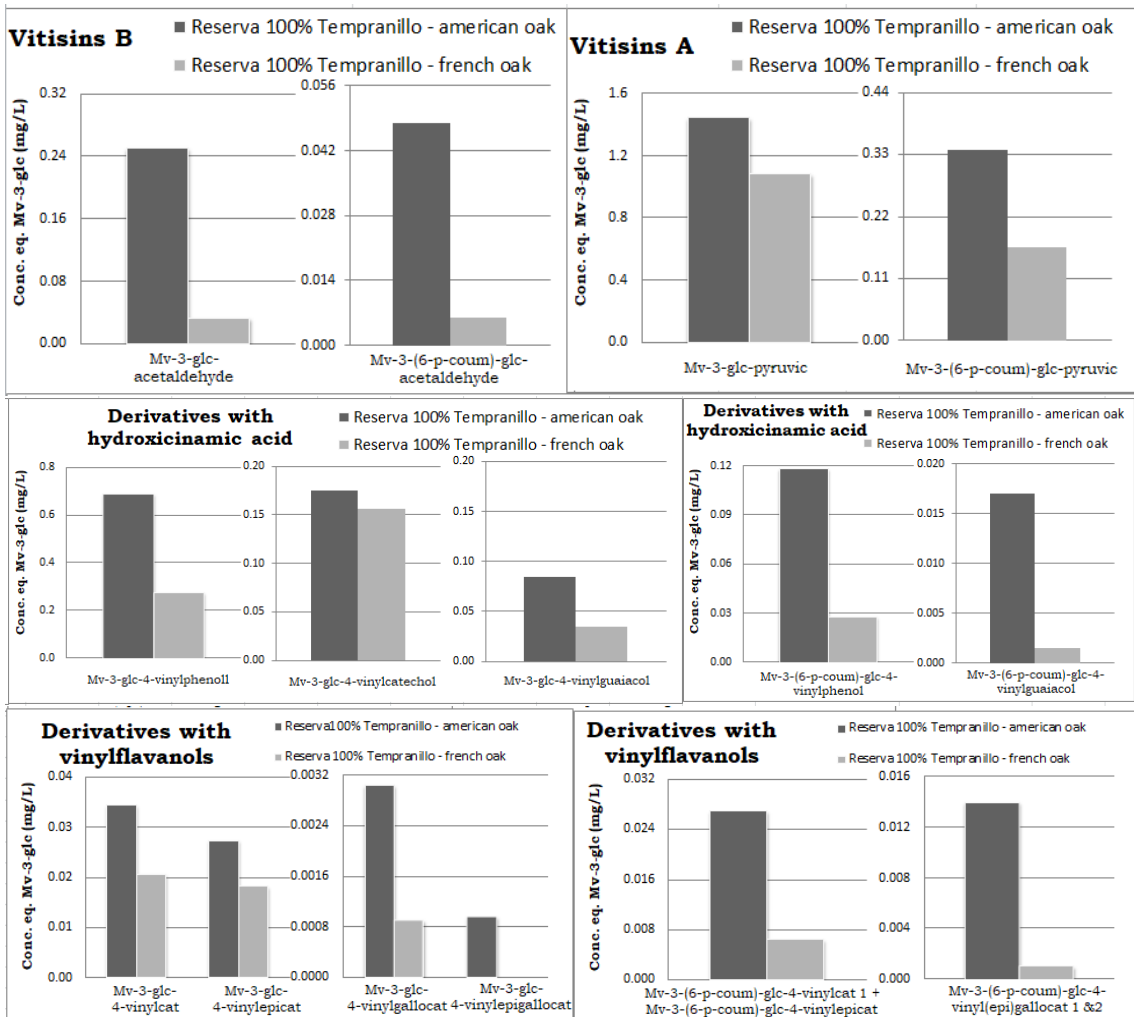 Vitisins B
Reserva 100% Tempranillo - american oak
Reserva 100% Tempranillo - french oak
Conc. eq. Mv-3-glc (mg/L)
0.32
0.24
0.16
0.08
0.00
Mv-3-glc-
acetaldehyde
0.056
0.042
0.028
0.014
0.000
Mv-3-(6-p-coum)-glc-
acetaldehyde
Vitisins A
Reserva 100% Tempranillo - american oak
Reserva 100% Tempranillo - french oak
Conc. eq. Mv-3-glc (mg/L)
1.6
1.2
0.8
0.4
0.0
Mv-3-glc-pyruvic
0.44
0.33
0.22
0.11
0.00
Mv-3-(6-p-coum)-glc-pyruvic
Derivatives with
hydroxicinamic acid
Reserva 100% Tempranillo - american oak
Reserva 100% Tempranillo - french oak
Conc. eq. Mv-3-glc (mg/L)
0.8
0.6
0.4
0.2
0.0
Mv-3-glc-4-vinylphenoll
0.20
0.15
0.10
0.05
0.00
Mv-3-glc-4-vinylcatechol
0.20
0.15
0.10
0.05
0.00
Mv-3-glc-4-vinylguaiacol
Derivatives with
hydroxicinamic acid
Reserva 100% Tempranillo - american oak
Reserva 100% Tempranillo - french oak
Conc. eq. Mv-3-glc (mg/L)
0.12
0.09
0.06
0.03
0.00
Mv-3-(6-p-coum)-glc-4-
vinylphenol
0.020
0.015
0.010
0.005
0.000
Mv-3-(6-p-coum)-glc-4-
vinylguaiacol
Derivatives with
vinylflavanols
Reserva100% Tempranillo - american oak
Reserva 100% Tempranillo - french oak
Conc. eq. Mv-3-glc (mg/L)
0.04
0.03
0.02
0.01
0.00
Mv-3-glc-
4-vinylcat
Mv-3-glc-
4-vinylepicat
0.0032
0.0024
0.0016
0.0008
0.0000
Mv-3-glc-
4-vinylgallocat
Mv-3-glc-
4-vinylepigallocat
Derivatives with
vinylflavanols
Reserva 100% Tempranillo - american oak
Reserva 100% Tempranillo - french oak
Conc. eq. Mv-3-glc (mg/L)
0.032
0.024
0.016
0.008
0.000
Mv-3-(6-p-coum)-glc-4-vinylcat 1 +
Mv-3-(6-p-coum)-glc-4-vinylepicat
0.016
0.012
0.008
0.004
0.000
Mv-3-(6-p-coum)-glc-4-
vinyl(epi)gallocat 1 &2